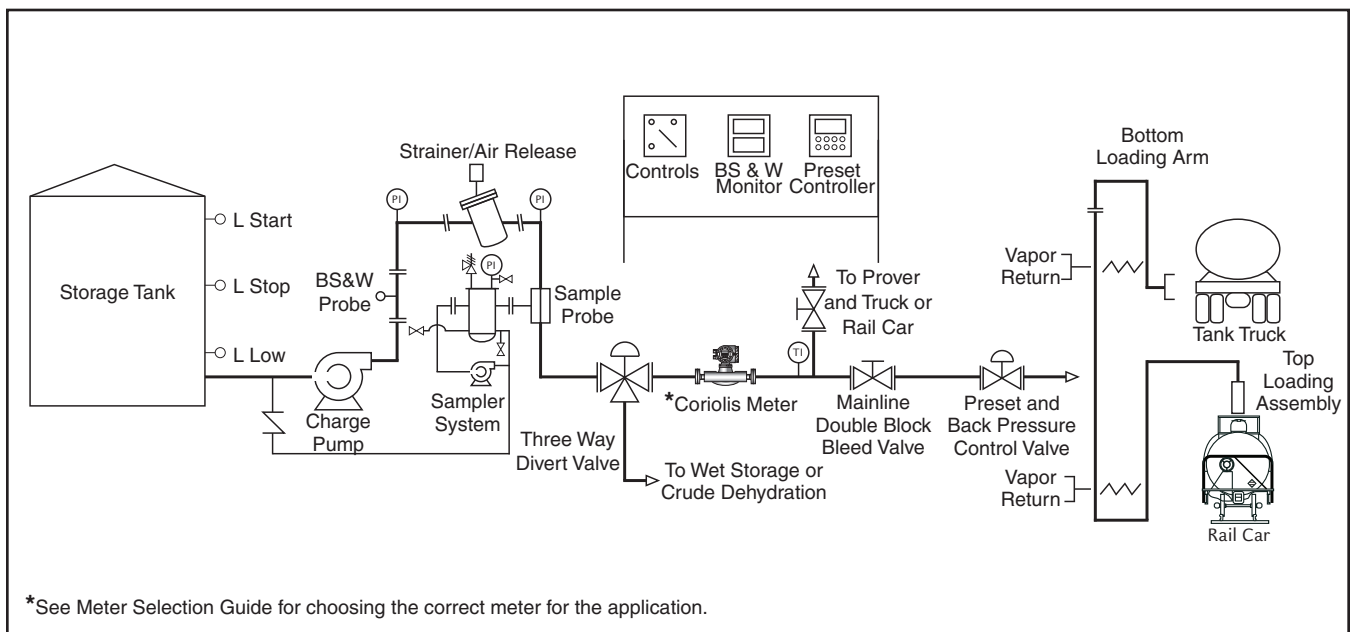 Strainer/Air Release
PI
PI
Controls
BS & W
Monitor
Preset
Controller
Bottom
Loading Arm
L Start
L Stop
L Low
Storage Tank
BS&W
Probe
PI
Sample
Probe
To Prover
and Truck or
Rail Car
Vapor
Return
Tank Truck
Charge
Pump
Sampler
System
Three Way
Divert Valve
*Coriolis Meter
TI
Mainline
Double Block
Bleed Valve
Preset and
Back Pressure
Control Valve
To Wet Storage or
Crude Dehydration
Top
Loading
Assembly
Vapor
Return
Rail Car
*See Meter Selection Guide for choosing the correct meter for the application.